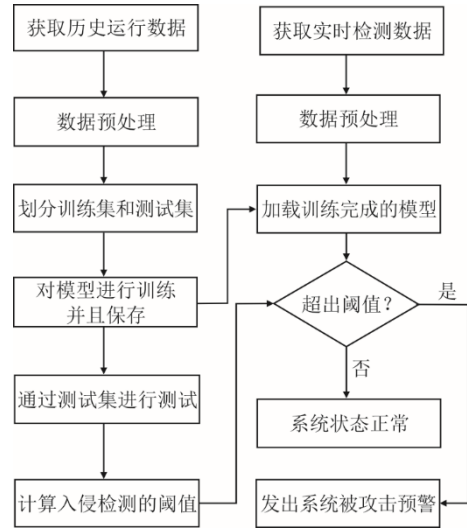 获取历史运行数据
数据预处理
划分训练集和测试集
对模型进行训练
并且保存
通过测试集进行测试
计算入侵检测的阈值
获取实时检测数据
数据预处理
加载训练完成的模型
超出阈值？
是
否
系统状态正常
发出系统被攻击预警